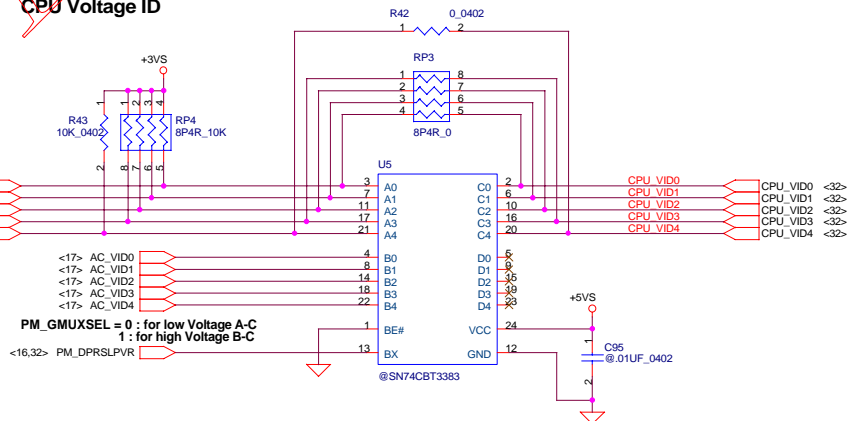 CPU Voltage ID
R42 0_0402
1 2
+3VS
RP3
1 8
2 7
3 6
4 5
8P4R_0
R43
10K_0402
1 1 2 3 4
RP4
8P4R_10K
2 8 7 6 5
U5
3 A0 C0 2 CPU_VID0 CPU_VID0 <32>
7 A1 C1 6 CPU_VID1 CPU_VID1 <32>
11 A2 C2 10 CPU_VID2 CPU_VID2 <32>
17 A3 C3 16 CPU_VID3 CPU_VID3 <32>
21 A4 C4 20 CPU_VID4 CPU_VID4 <32>
<17> AC_VID0 4 B0 D0 5
<17> AC_VID1 8 B1 D1 9
<17> AC_VID2 14 B2 D2 15
<17> AC_VID3 18 B3 D3 19
<17> AC_VID4 22 B4 D4 23
+5VS
PM_GMUXSEL = 0 : for low Voltage A-C
1 : for high Voltage B-C
1 BE# VCC 24
<16,32> PM_DPRSLPVR 13 BX GND 12
1
C95
@.01UF_0402
2
@SN74CBT3383